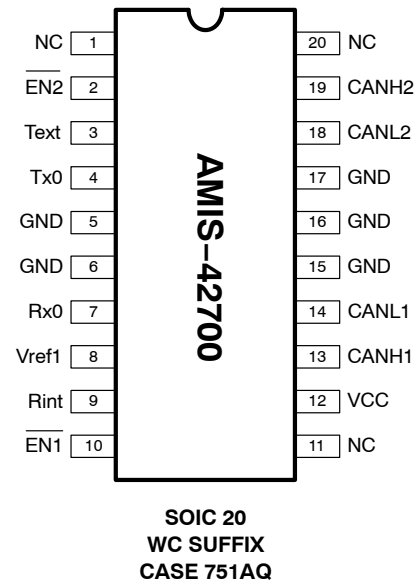 NC 1 20 NC
EN2 2 19 CANH2
Text 3 18 CANL2
Tx0 4 17 GND
GND 5 16 GND
GND 6 15 GND
Rx0 7 14 CANL1
Vref1 8 13 CANH1
Rint 9 12 VCC
EN1 10 11 NC
AMIS−42700
SOIC 20
WC SUFFIX
CASE 751AQ